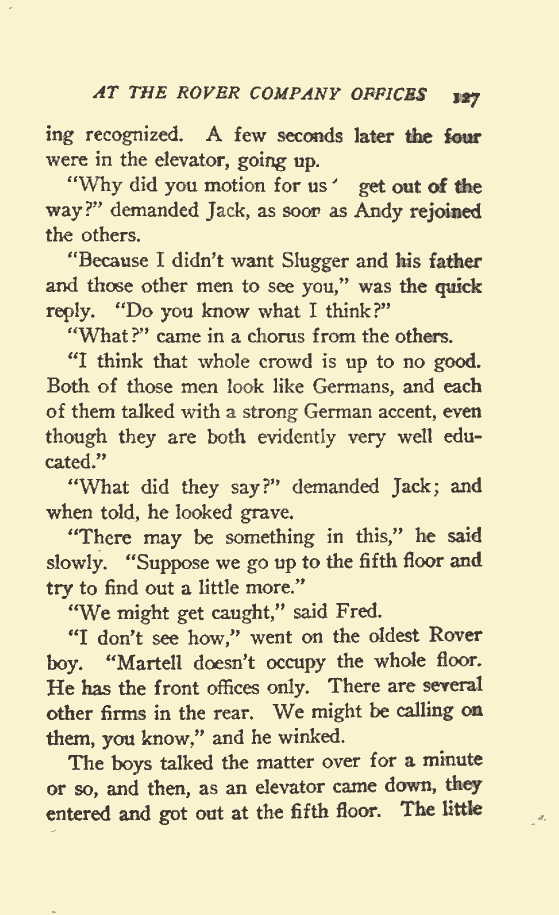 AT THE ROVER COMPANY OFFICES 127
ing recognized. A few seconds later the four
were in the elevator, going up.
"Why did you motion for us get out of the
way?" demanded Jack, as soon as Andy rejoined
the others.
"Because I didn't want Slugger and his father
and those other men to see you," was the quick
reply. "Do you know what I think?"
"What?" came in a chorus from the others.
"I think that whole crowd is up to no good.
Both of those men look like Germans, and each
of them talked with a strong German accent, even
though they are both evidently very well edu-
cated."
"What did they say?" demanded Jack; and
when told, he looked grave.
"There may be something in this," he said
slowly. "Suppose we go up to the fifth floor and
try to find out a little more."
"We might get caught," said Fred.
"I don't see how," went on the oldest Rover
boy. "Martell doesn't occupy the whole floor.
He has the front offices only. There are several
other firms in the rear. We might be calling on
them, you know," and he winked.
The boys talked the matter over for a minute
or so, and then, as an elevator came down, they
entered and got out at the fifth floor. The little